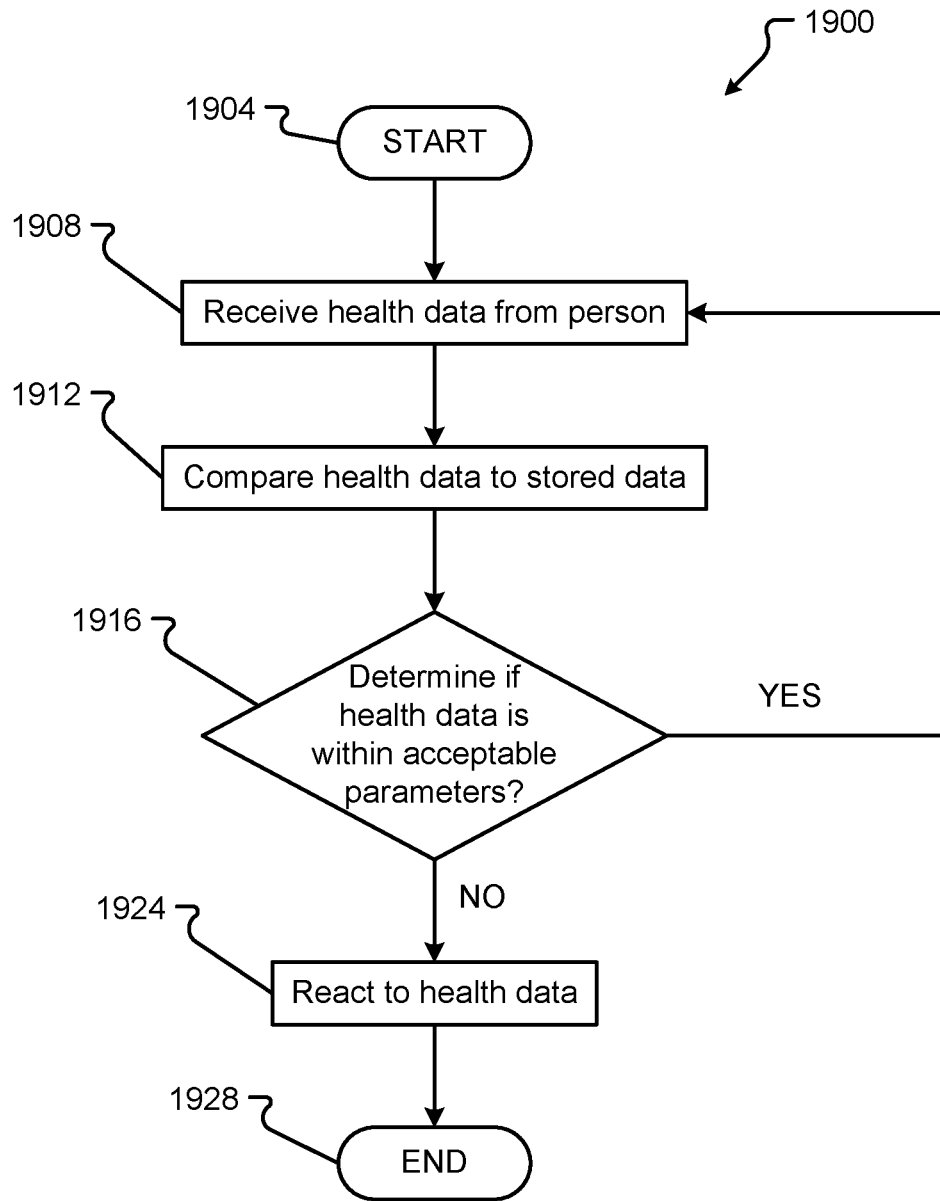 1900
1904
START
1908
Receive health data from person
1912
Compare health data to stored data
1916
Determine if
health data is
within acceptable
parameters?
YES
NO
1924
React to health data
1928
END